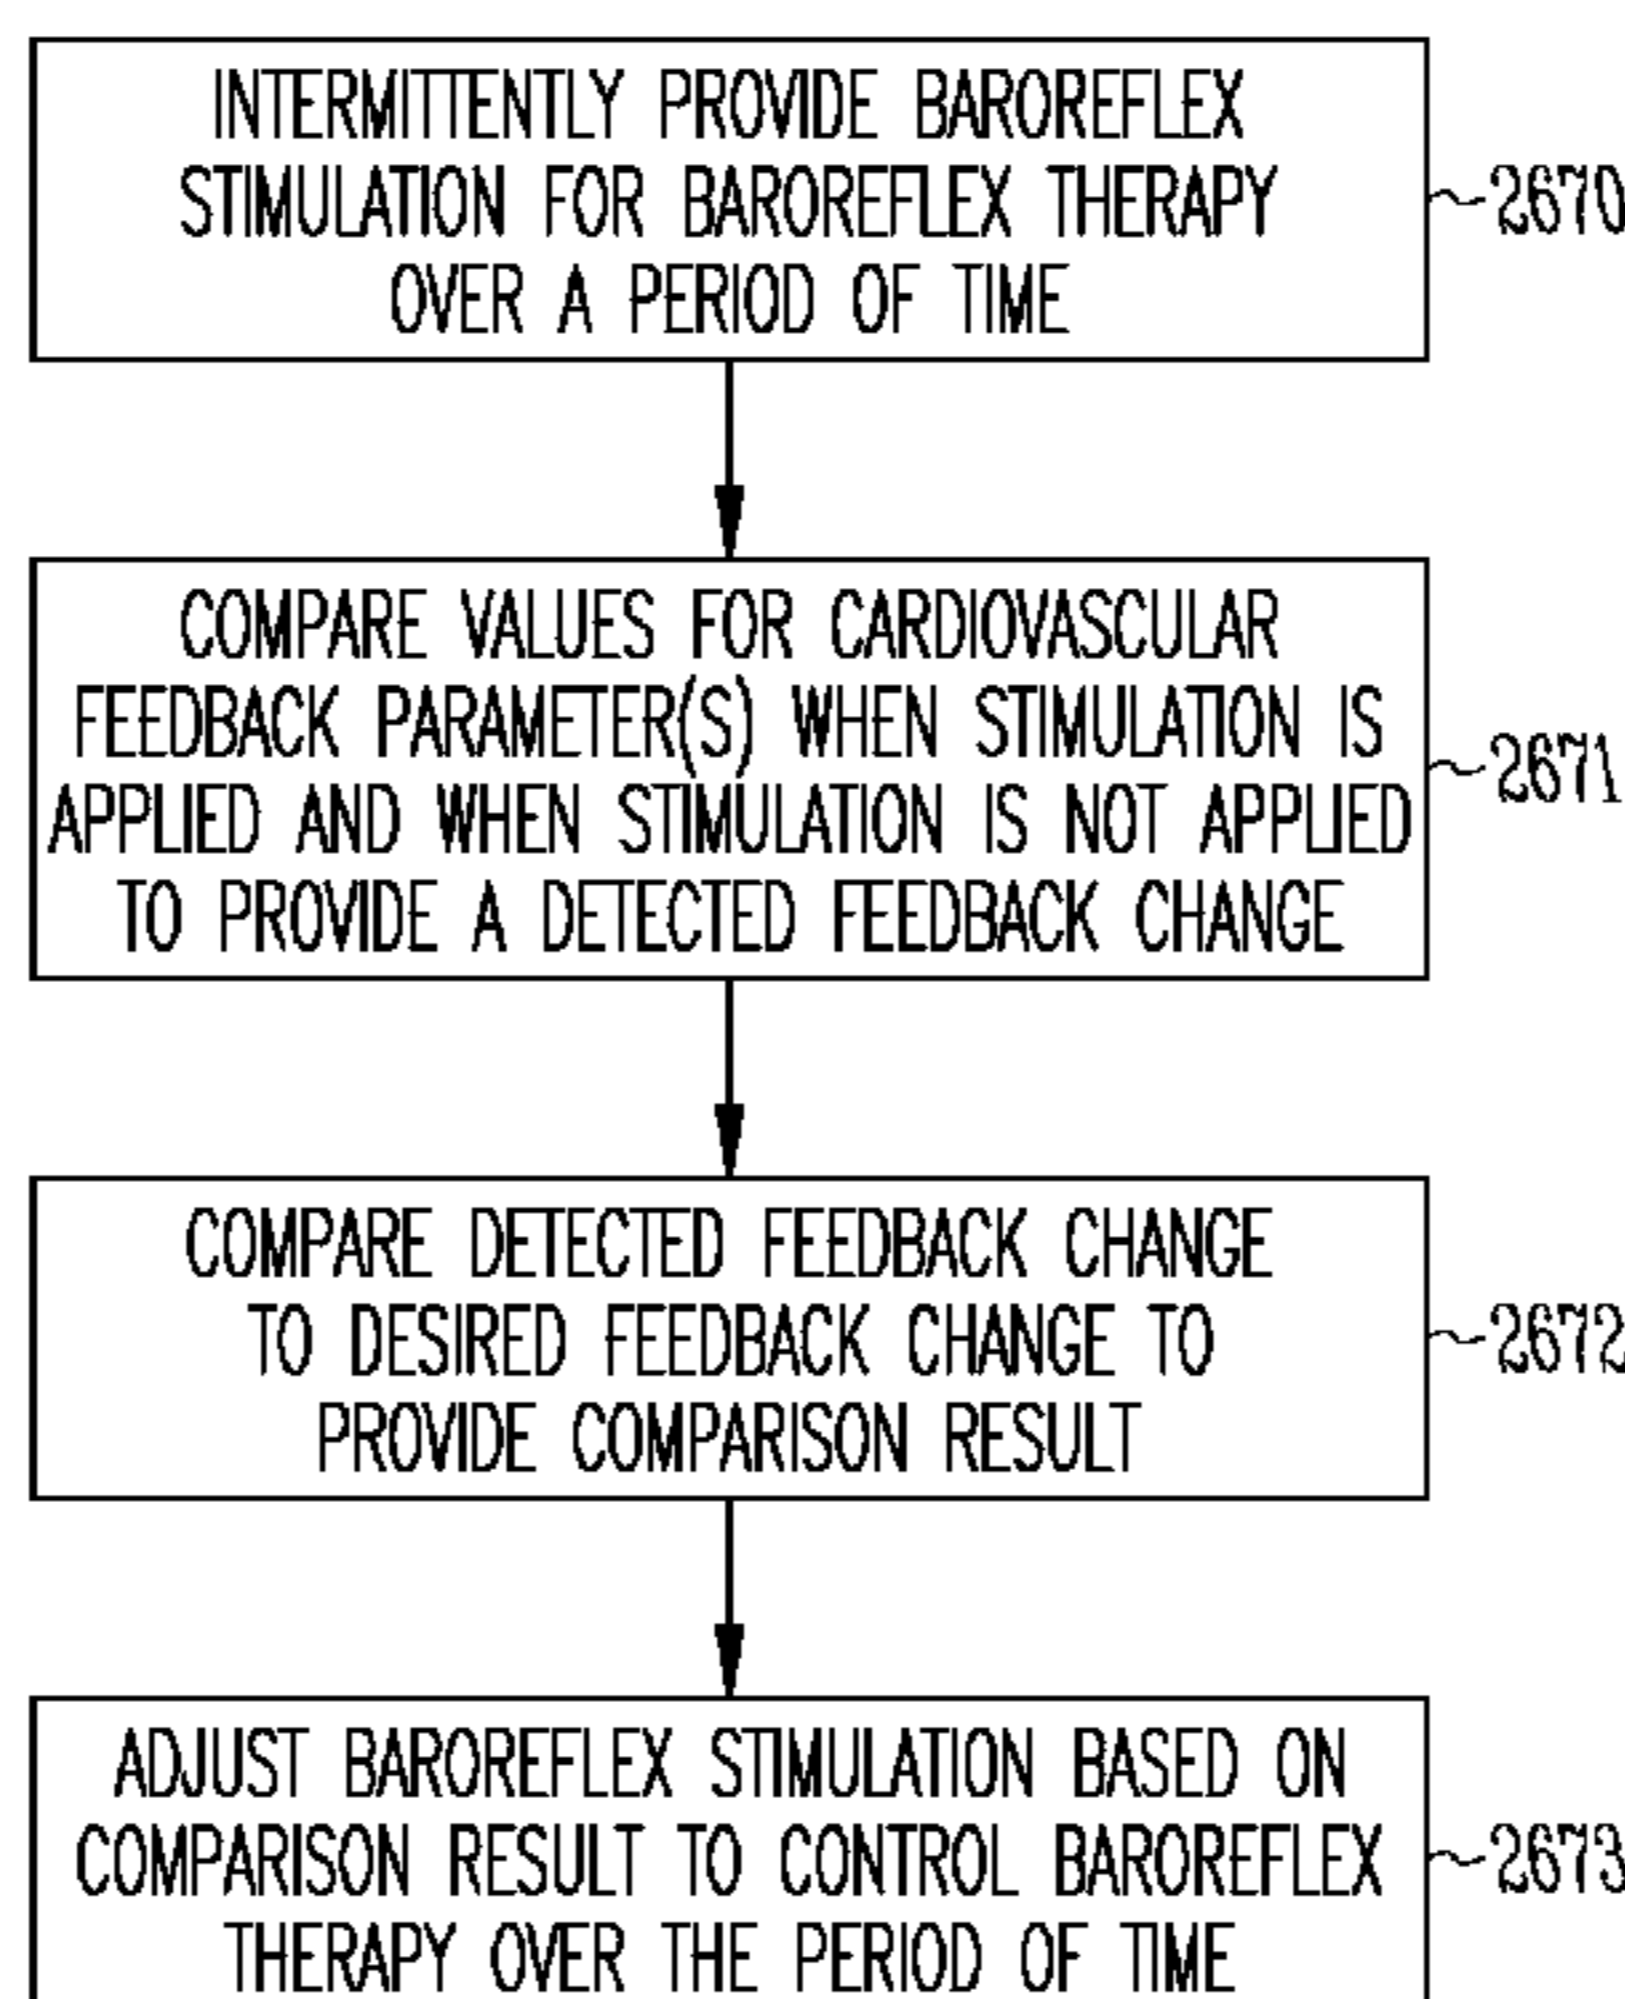 INTERMITTENTLY PROVIDE BAROREFLEX
STIMULATION FOR BAROREFLEX THERAPY
OVER A PERIOD OF TIME
2670
COMPARE VALUES FOR CARDIOVASCULAR
FEEDBACK PARAMETER(S) WHEN STIMULATION IS
APPLIED AND WHEN STIMULATION IS NOT APPLIED
TO PROVIDE A DETECTED FEEDBACK CHANGE
2671
COMPARE DETECTED FEEDBACK CHANGE
TO DESIRED FEEDBACK CHANGE TO
PROVIDE COMPARISON RESULT
2672
ADJUST BAROREFLEX STIMULATION BASED ON
COMPARISON RESULT TO CONTROL BAROREFLEX
THERAPY OVER THE PERIOD OF TIME
2673